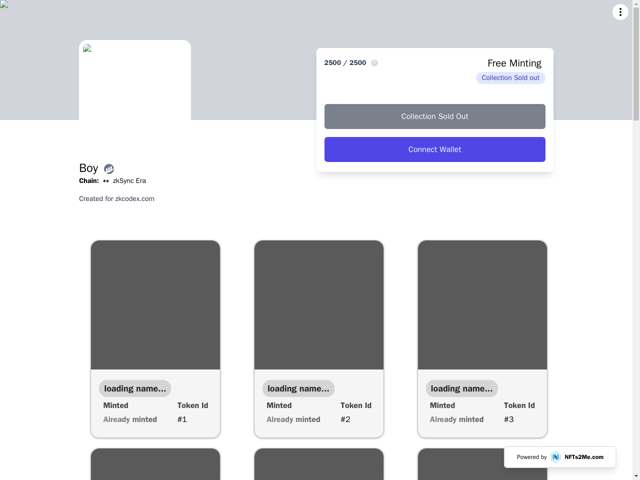 2500 / 2500
Free Minting
Collection Sold out
Collection Sold Out
Connect Wallet
Boy
Chain: zkSync Era
Created for zkcodex.com
loading name...
Minted Token Id
Already minted #1
loading name...
Minted Token Id
Already minted #2
loading name...
Minted Token Id
Already minted #3
Powered by NFTs2Me.com